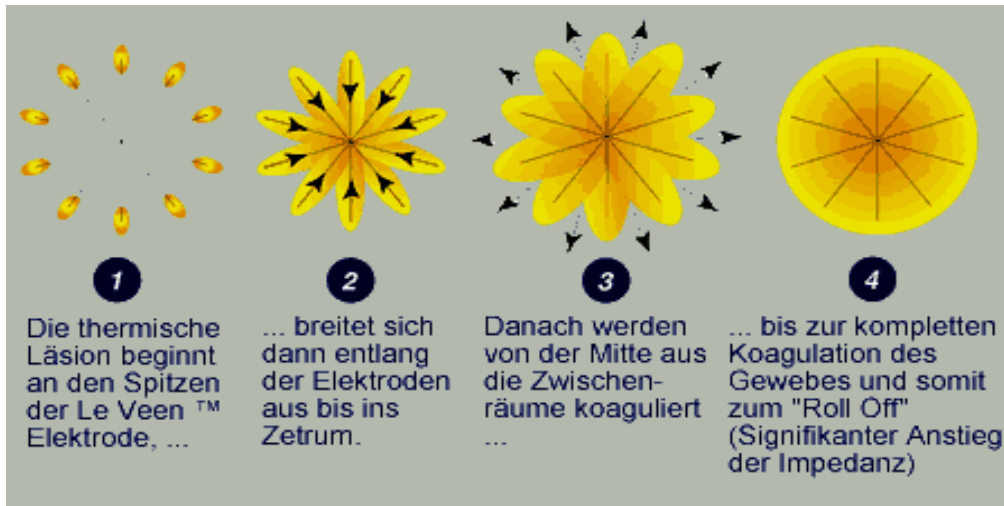 1
Die thermische
Läsion beginnt
an den Spitzen
der Le Veen ™
Elektrode, ...
2
... breitet sich
dann entlang
der Elektroden
aus bis ins
Zetrum.
3
Danach werden
von der Mitte aus
die Zwischen-
räume koaguliert
...
4
... bis zur kompletten
Koagulation des
Gewebes und somit
zum "Roll Off"
(Signifikanter Anstieg
der Impedanz)